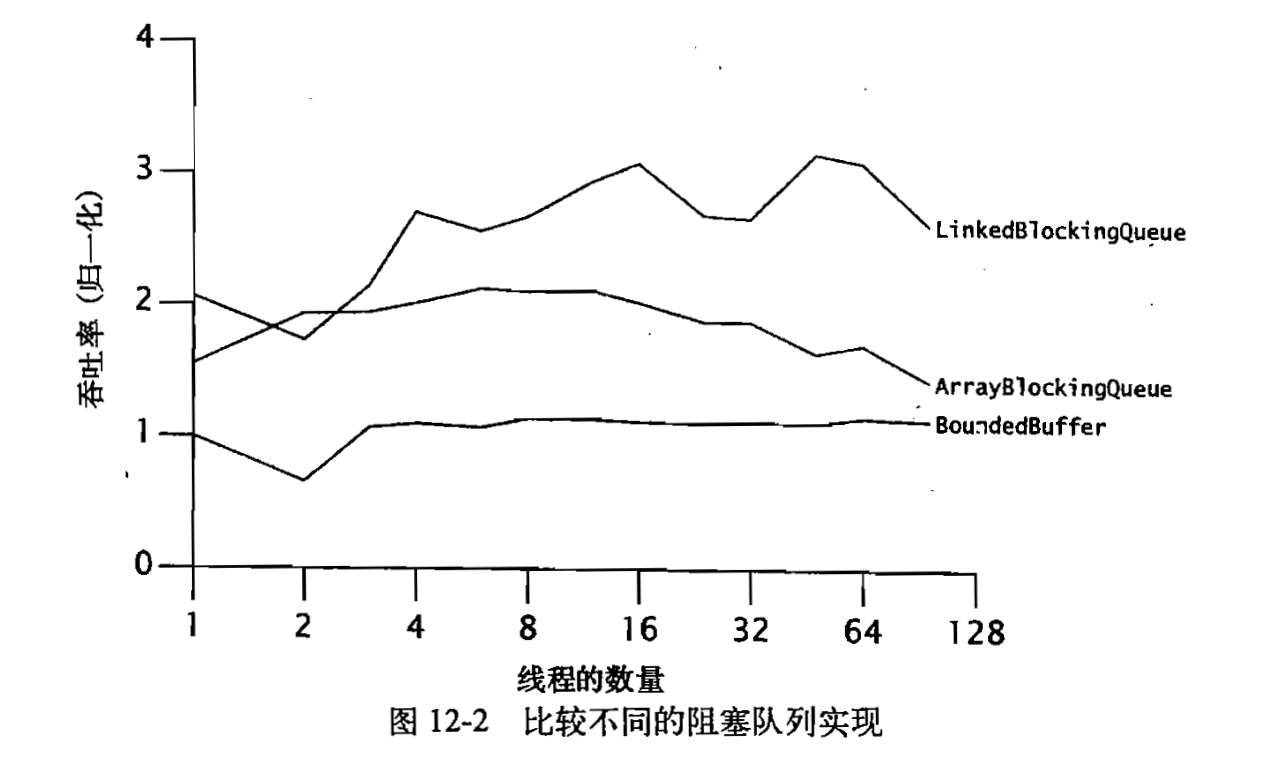 4
3
2
1
0
吞吐率 (归一化)
LinkedBlockingQueue
ArrayBlockingQueue
BoundedBuffer
1 2 4 8 16 32 64 128
线程的数量
图 12-2 比较不同的阻塞队列实现